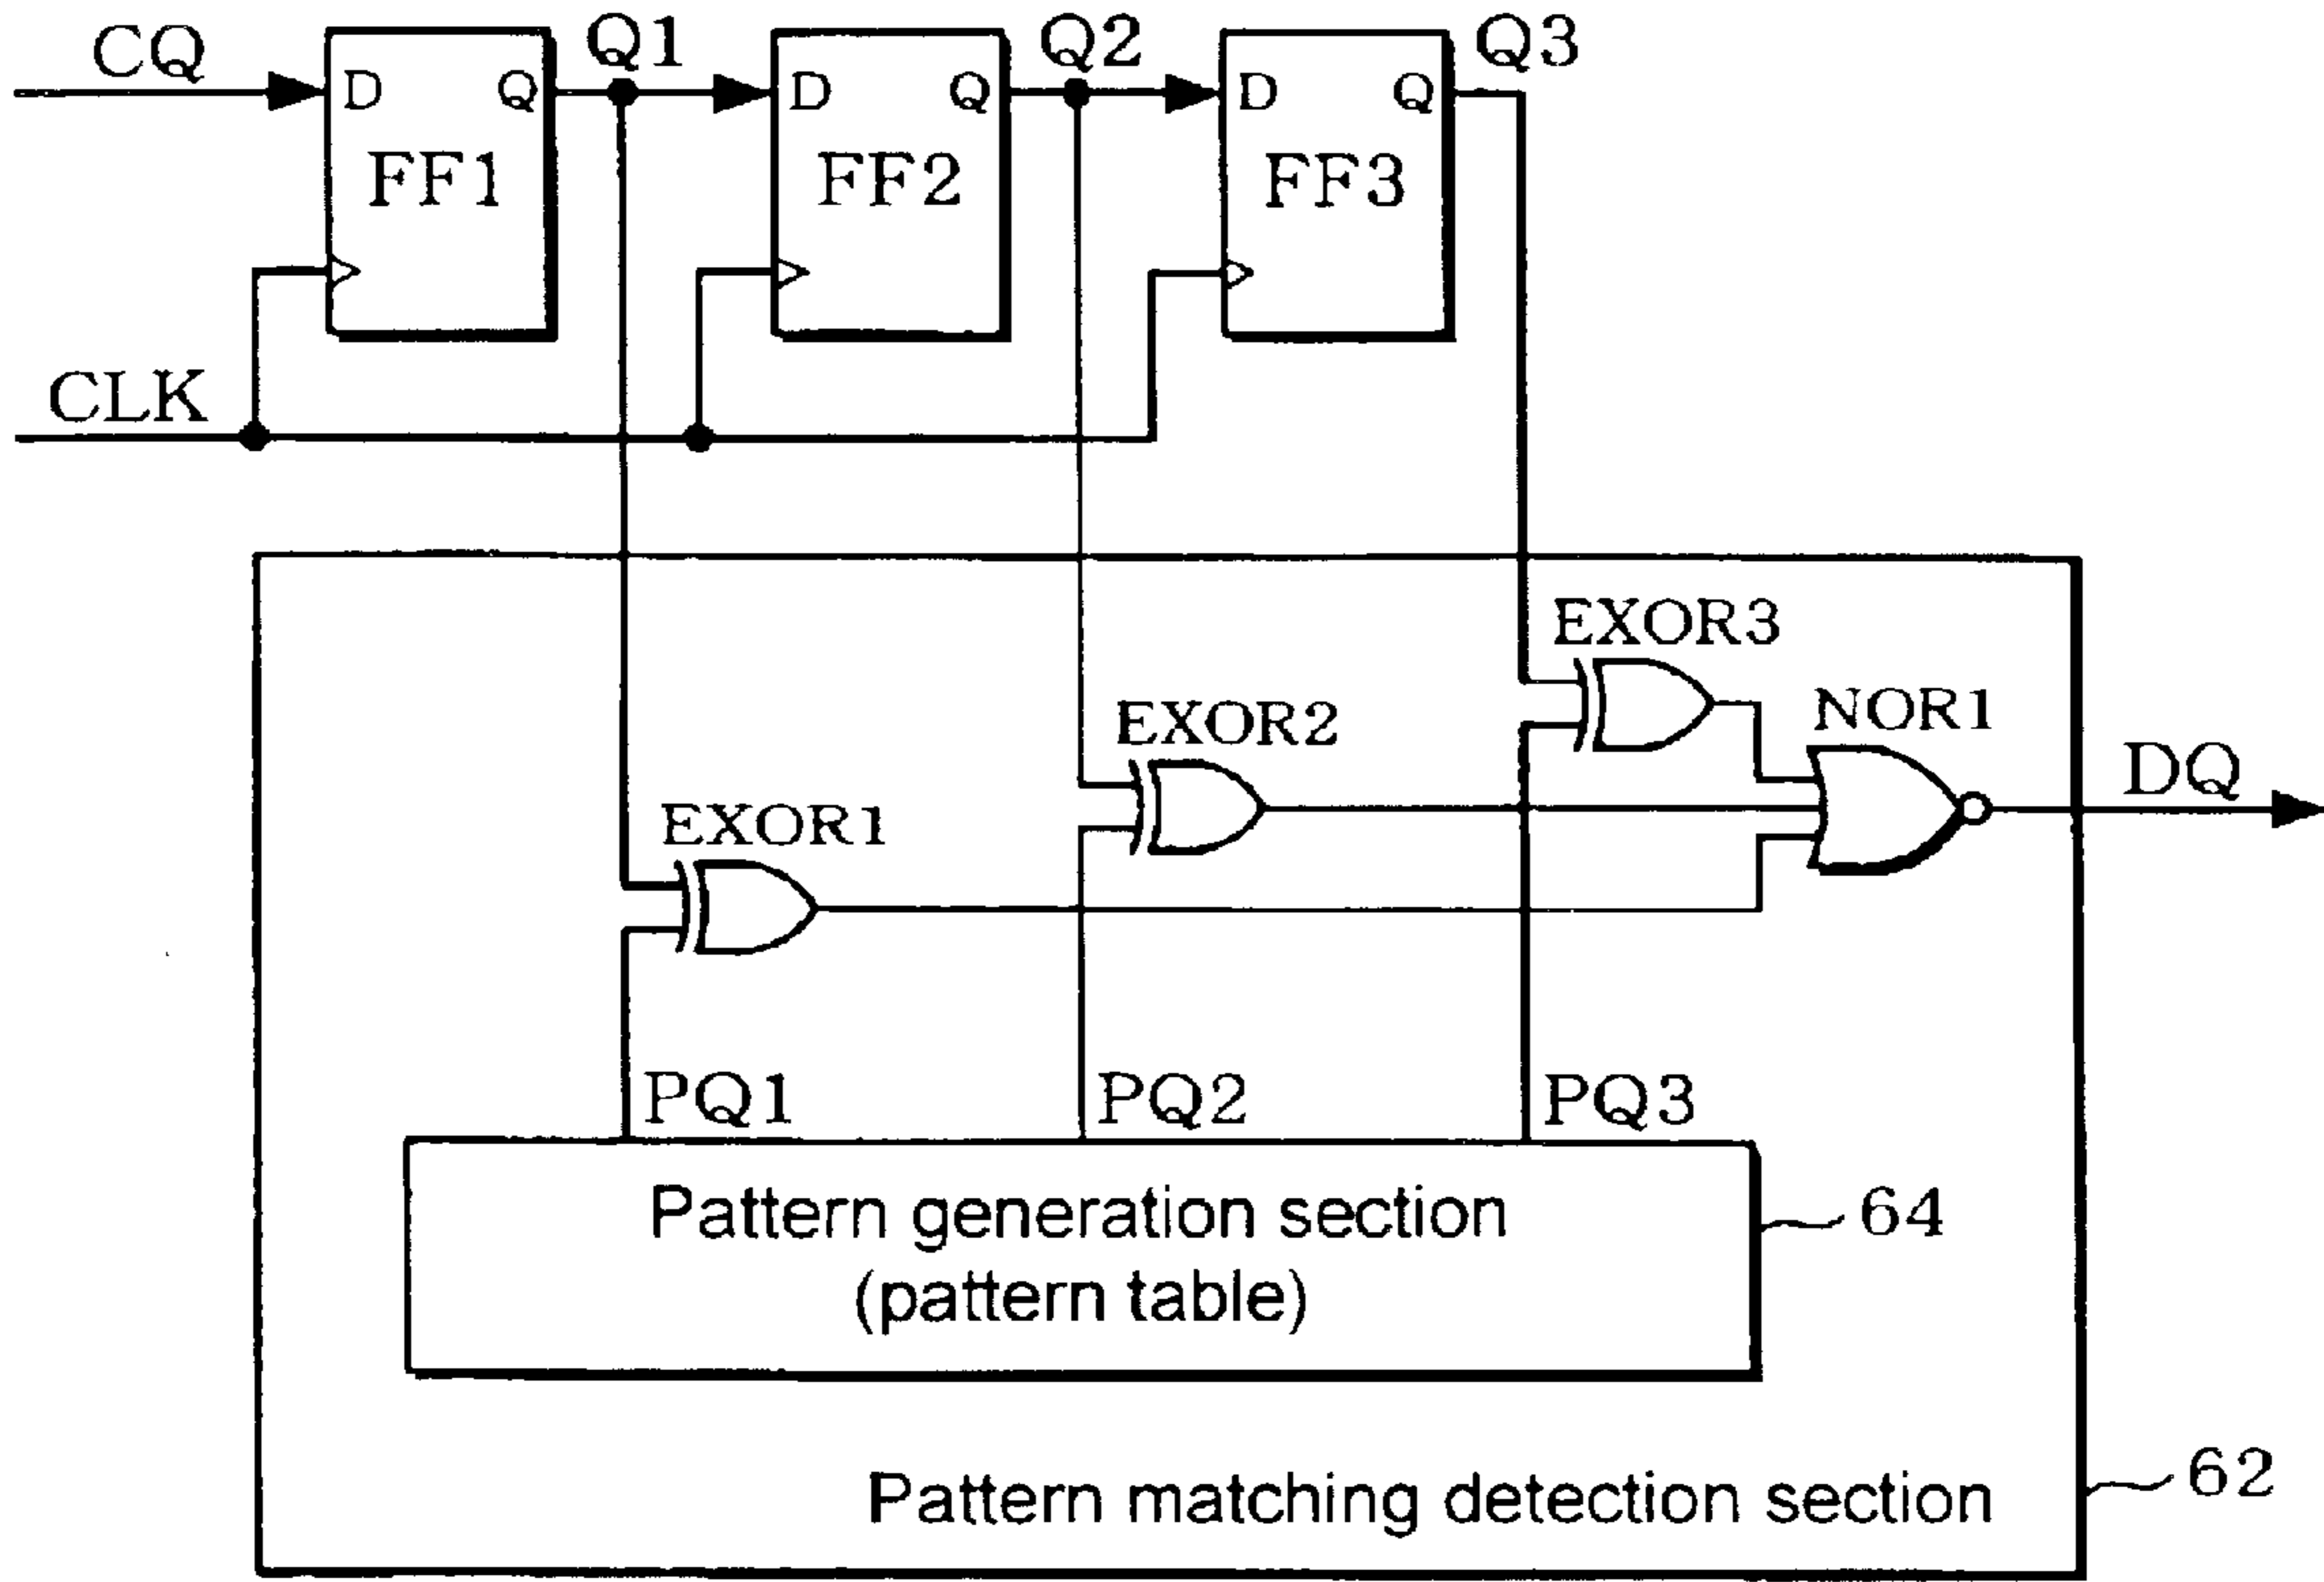 CQ
Q1
Q2
Q3
D
Q
D
Q
D
Q
FF1
FF2
FF3
CLK
EXOR3
EXOR2
NOR1
DQ
EXOR1
PQ1
PQ2
PQ3
Pattern generation section
(pattern table)
64
Pattern matching detection section
62